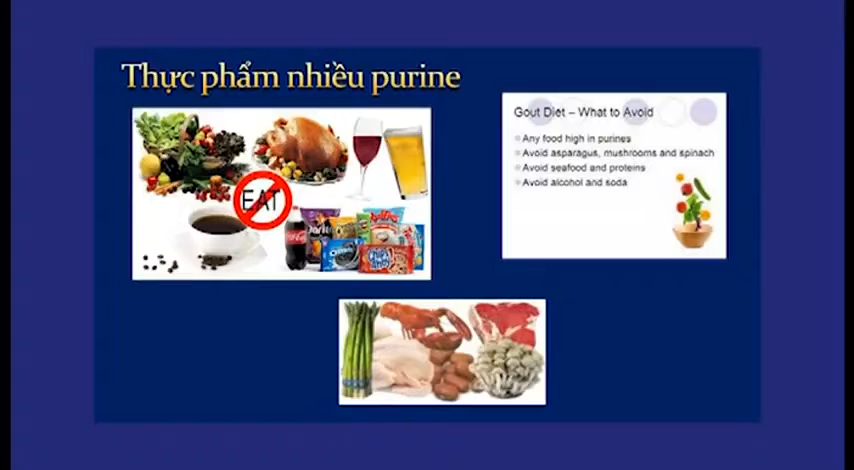 Thực phẩm nhiều purine
Gout Diet – What to Avoid
Any food high in purines
Avoid asparagus, mushrooms and spinach
Avoid seafood and proteins
Avoid alcohol and soda
EAT